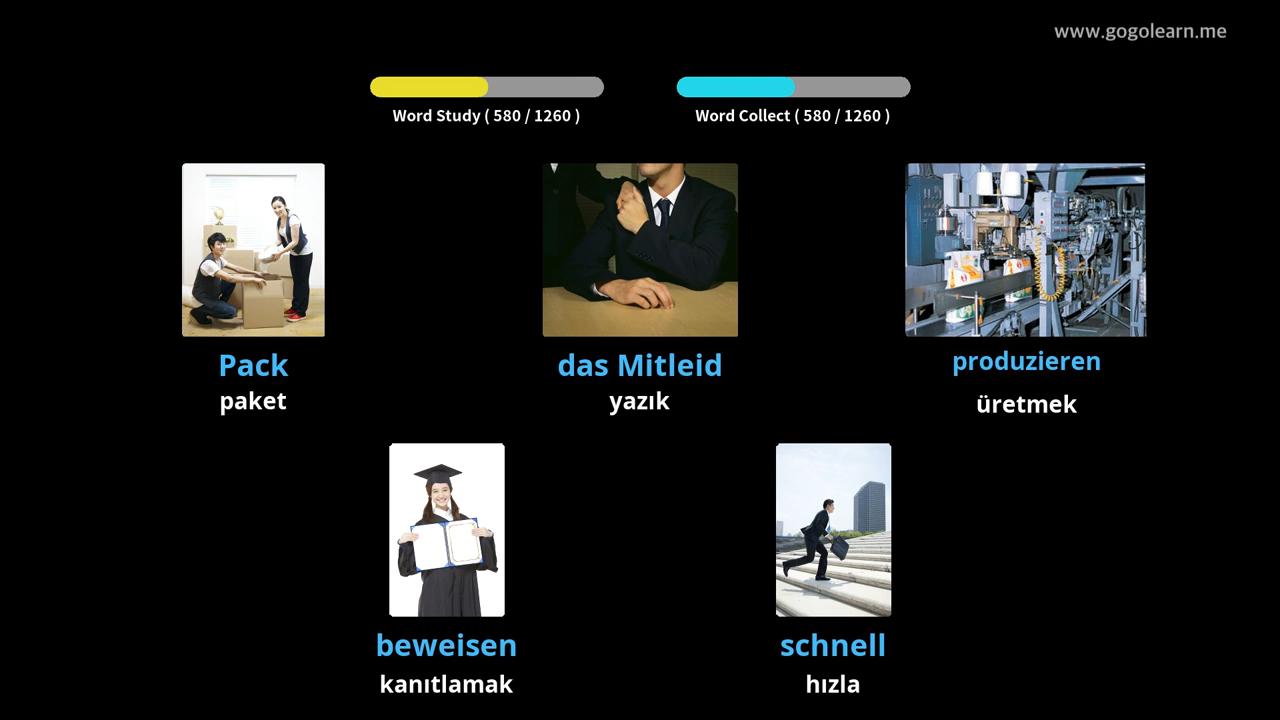 www.gogolearn.me
Word Study ( 580 / 1260 )
Word Collect ( 580 / 1260 )
Pack
paket
das Mitleid
yazık
produzieren
üretmek
beweisen
kanıtlamak
schnell
hızla